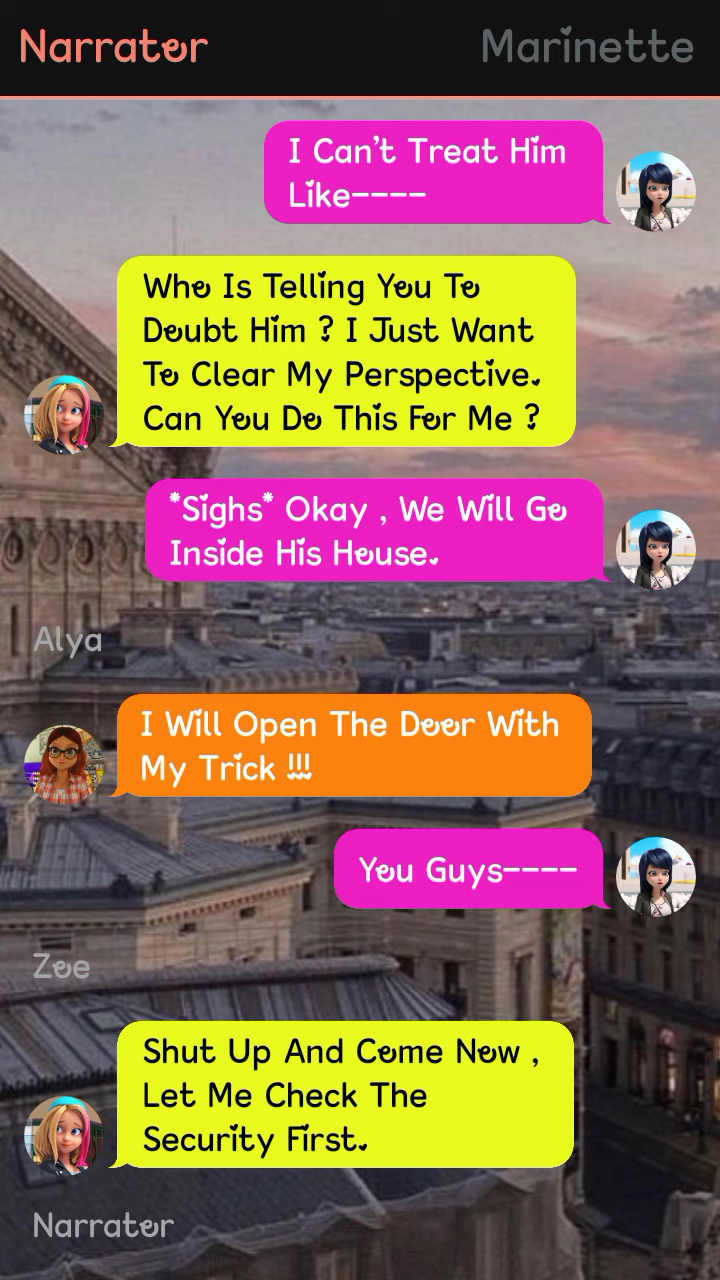 Narrator
Marinette
I Can't Treat Him
Like----
Who Is Telling You To
Doubt Him ? I Just Want
To Clear My Perspective.
Can You Do This For Me ?
*Sighs* Okay , We Will Go
Inside His House.
Alya
I Will Open The Door With
My Trick !!!
You Guys----
Zoe
Shut Up And Come Now ,
Let Me Check The
Security First.
Narrator